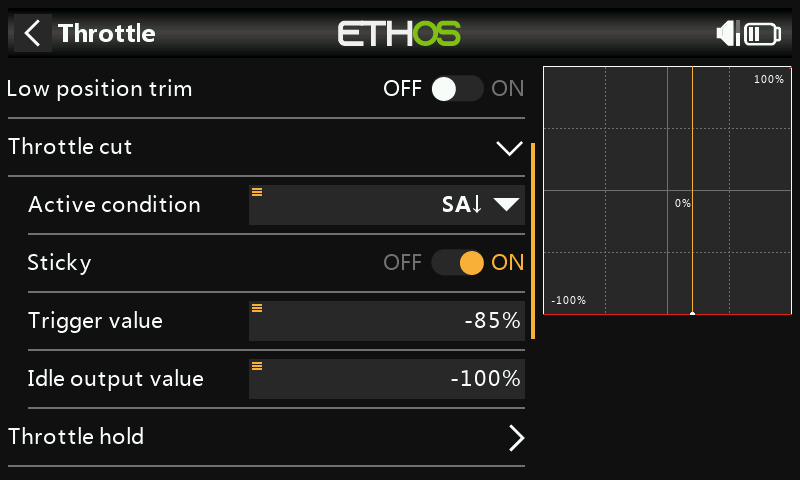 Throttle
ETHOS
Low position trim OFF ON
Throttle cut
Active condition SA↓
Sticky OFF ON
Trigger value -85%
Idle output value -100%
Throttle hold
100%
0%
-100%